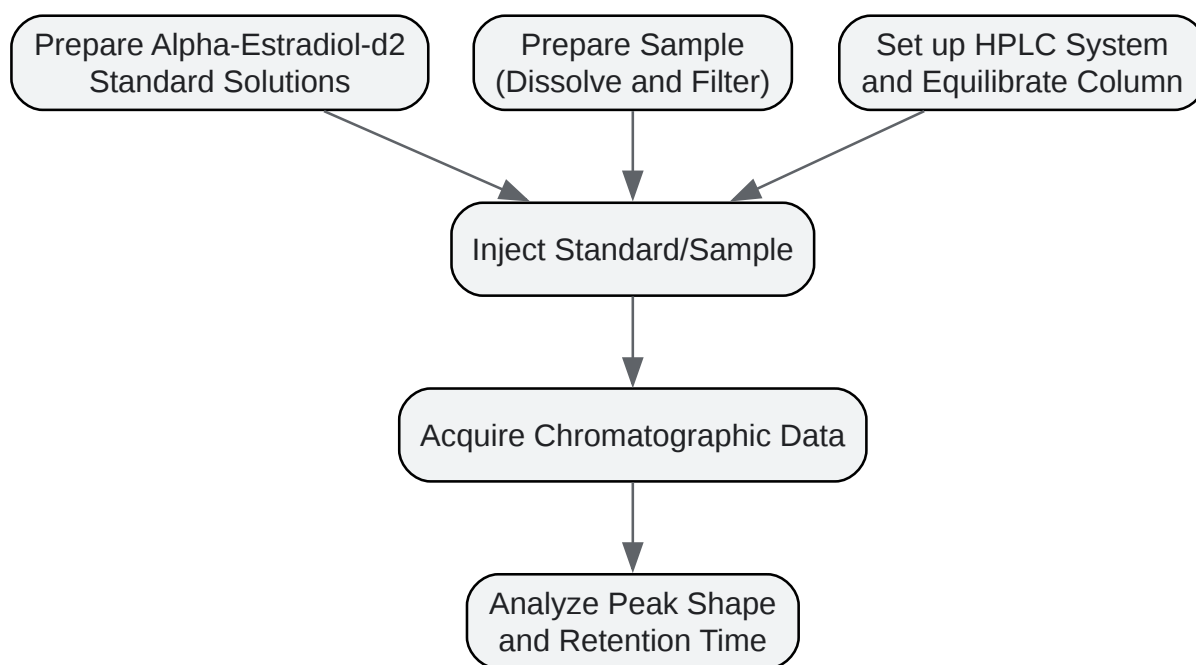 Prepare Alpha-Estradiol-d2
Standard Solutions
Prepare Sample
(Dissolve and Filter)
Set up HPLC System
and Equilibrate Column
Inject Standard/Sample
Acquire Chromatographic Data
Analyze Peak Shape
and Retention Time